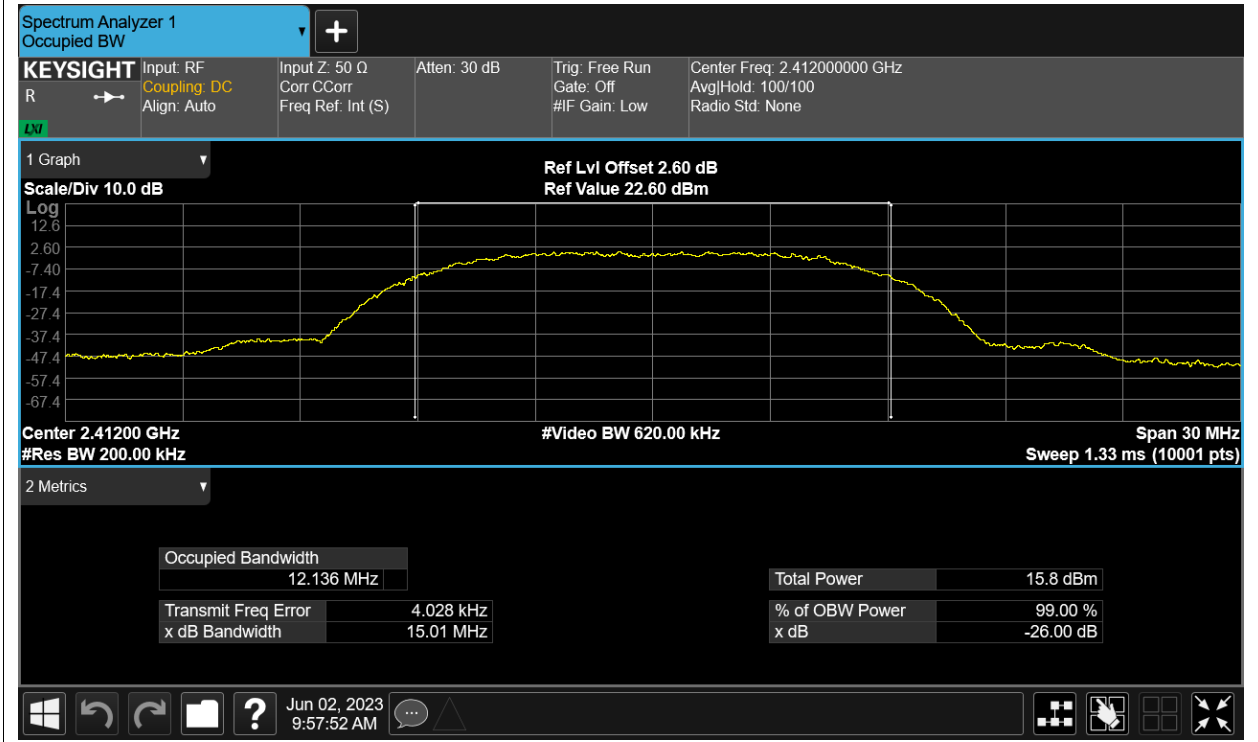 Spectrum Analyzer 1
Occupied BW
KEYSIGHT
R
LXI
Input: RF
Coupling: DC
Align: Auto
Input Z: 50 Ω
Corr CCorr
Freq Ref: Int (S)
Atten: 30 dB
Trig: Free Run
Gate: Off
#IF Gain: Low
Center Freq: 2.412000000 GHz
Avg|Hold: 100/100
Radio Std: None
1 Graph
Scale/Div 10.0 dB
Ref Lvl Offset 2.60 dB
Ref Value 22.60 dBm
Log
12.6
2.60
-7.40
-17.4
-27.4
-37.4
-47.4
-57.4
-67.4
Center 2.41200 GHz
#Video BW 620.00 kHz
Span 30 MHz
#Res BW 200.00 kHz
Sweep 1.33 ms (10001 pts)
2 Metrics
Occupied Bandwidth
12.136 MHz
Transmit Freq Error 4.028 kHz
x dB Bandwidth 15.01 MHz
Total Power 15.8 dBm
% of OBW Power 99.00 %
x dB -26.00 dB
?
Jun 02, 2023
9:57:52 AM